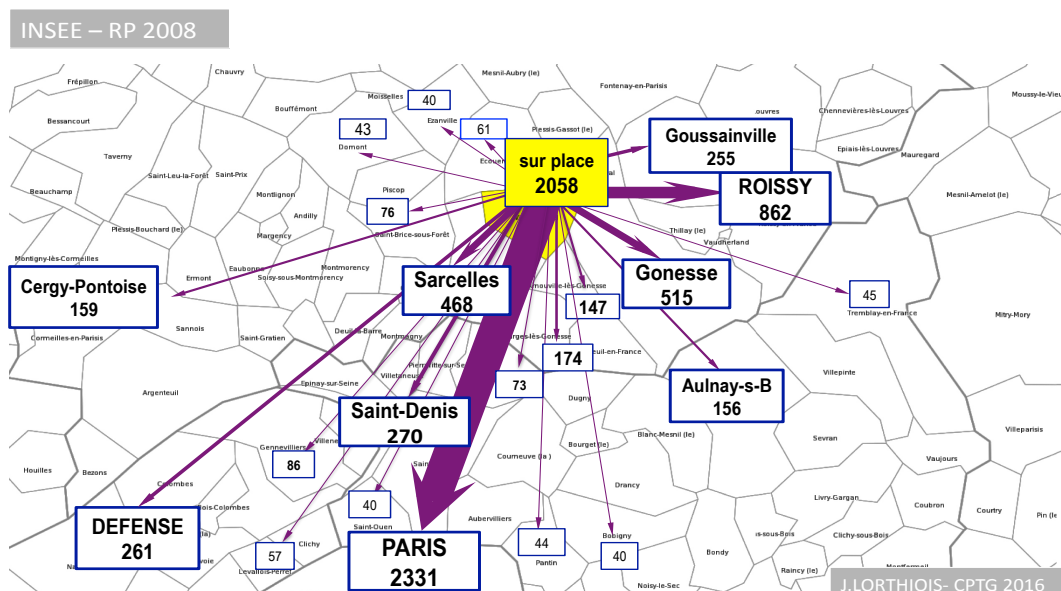 INSEE – RP 2008
Chauvry
Mesnil-Aubry (le)
Frépillon
Fontenay-en-Parisis
Moussy-le-Vieu
Moisselles
40
Bouffémont
Bessancourt
Ezanville
61
Plessis-Gassot (le)
Chennevières-lès-Louvres
43
Domont
Goussainville
255
Epiais-lès-Louvres
Mauregard
Taverny
sur place
2058
Saint-Leu-la-Forêt
Saint-Prix
ROISSY
862
Beauchamp
Montlignon
Piscop
76
Mesnil-Amelot (le)
Andilly
Plessis-Bouchard (le)
Margency
Saint-Brice-sous-Forêt
Thillay (le)
Vaudherland
Montigny-lès-Cormeilles
Cergy-Pontoise
159
Ermont
Eaubonne
Soisy-sous-Montmorency
Montmorency
Sarcelles
468
Gonesse
515
147
45
Tremblay-en-France
Mitry-Mory
Sannois
Cormeilles-en-Parisis
Saint-Gratien
Montmagny
174
Villetaneuse
Epinay-sur-Seine
73
Aulnay-s-B
156
Villepinte
Argenteuil
Dugny
Saint-Denis
270
Villeparisis
Blanc-Mesnil (le)
Sevran
Gennevilliers
86
Bourget (le)
Courneuve (la )
Vaujours
Houilles
Bezons
Drancy
Livry-Gargan
Coubron
Courtry
DEFENSE
261
40
Saint-Ouen
Aubervilliers
Clichy-sous-Bois
Bobigny
40
44
Pantin
PARIS
2331
57
Clichy
Levallois-Perret
Bondy
Raincy (le)
Noisy-le-Sec
J.LORTHIOIS- CPTG 2016